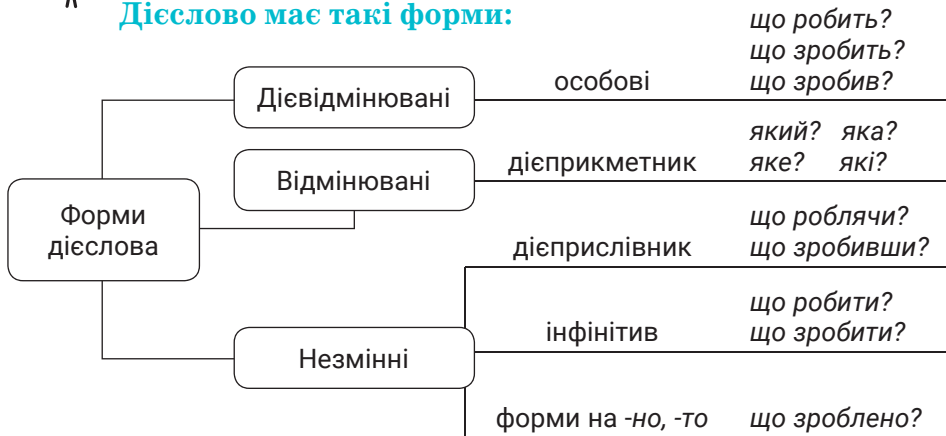 Дієслово має такі форми:
що робить?
що зробить?
Дієвідмінювані особові що зробив?
який? яка?
Відмінювані дієприкметник яке? які?
Форми
дієслова
що роблячи?
дієприслівник що зробивши?
що робити?
Незмінні інфінітив що зробити?
форми на -но, -то що зроблено?